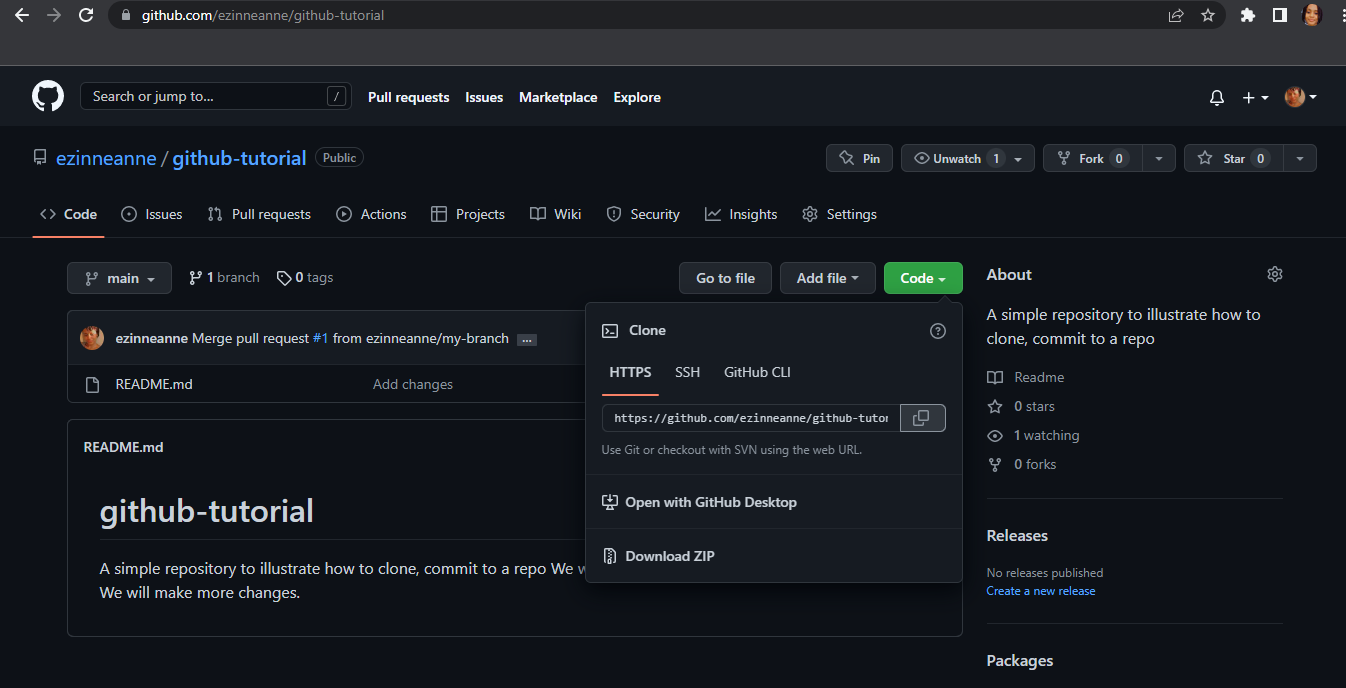 github.com/ezinneanne/github-tutorial
Search or jump to... /
Pull requests Issues Marketplace Explore
ezinneanne / github-tutorial Public
Pin Unwatch 1 Fork 0 Star 0
Code Issues Pull requests Actions Projects Wiki Security Insights Settings
main 1 branch 0 tags
Go to file Add file Code
ezinneanne Merge pull request #1 from ezinneanne/my-branch ...
README.md Add changes
README.md
github-tutorial
A simple repository to illustrate how to clone, commit to a repo We w
We will make more changes.
Clone
HTTPS SSH GitHub CLI
https://github.com/ezinneanne/github-tutor
Use Git or checkout with SVN using the web URL.
Open with GitHub Desktop
Download ZIP
About
A simple repository to illustrate how to
clone, commit to a repo
Readme
0 stars
1 watching
0 forks
Releases
No releases published
Create a new release
Packages